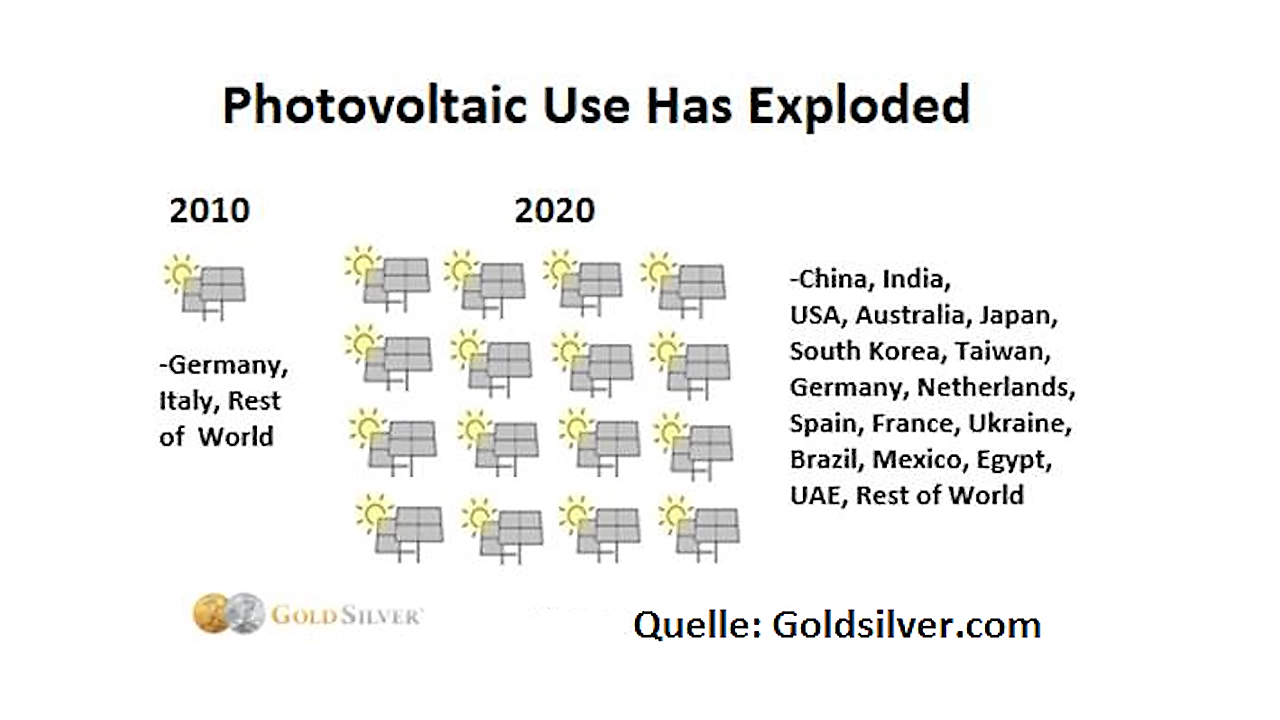 Photovoltaic Use Has Exploded
2010
-Germany,
Italy, Rest
of World
2020
-China, India,
USA, Australia, Japan,
South Korea, Taiwan,
Germany, Netherlands,
Spain, France, Ukraine,
Brazil, Mexico, Egypt,
UAE, Rest of World
GOLDSILVER
Quelle: Goldsilver.com